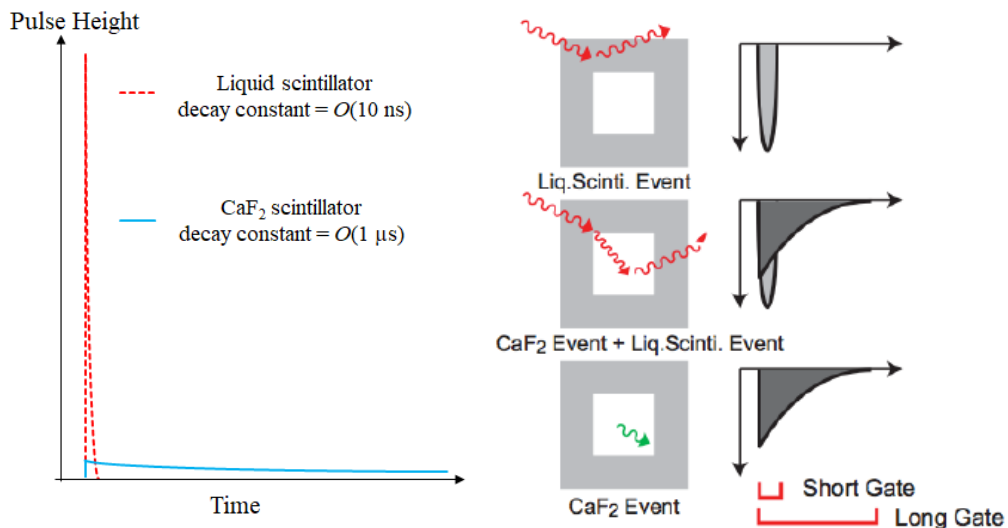 Pulse Height
Liquid scintillator
decay constant = O(10 ns)
CaF₂ scintillator
decay constant = O(1 µs)
Time
Liq.Scinti. Event
CaF₂ Event + Liq.Scinti. Event
CaF₂ Event
Short Gate
Long Gate